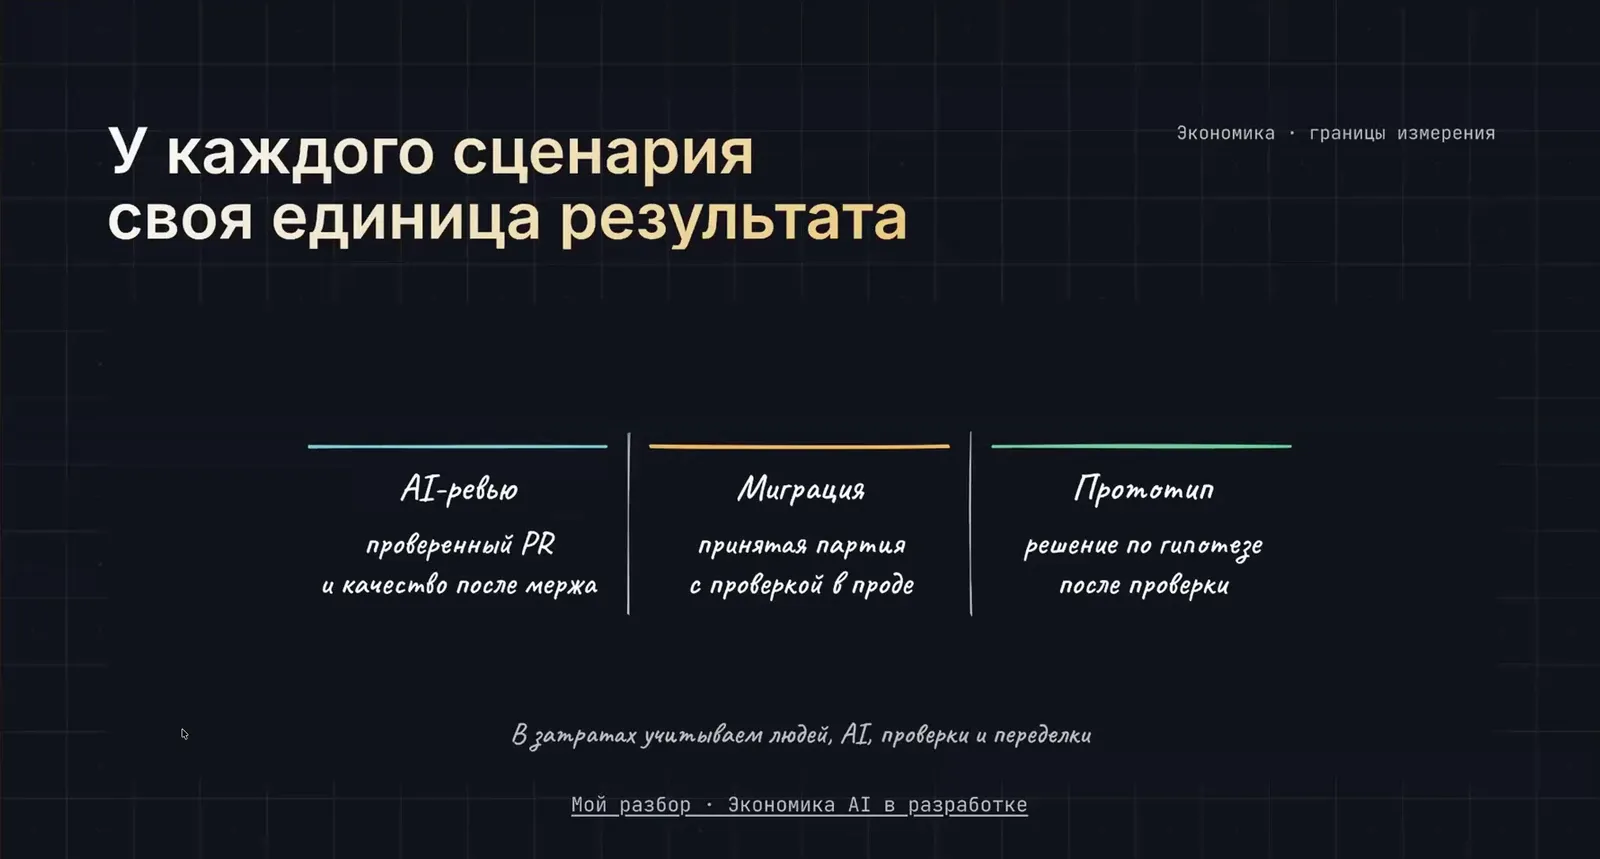 У каждого сценария
своя единица результата
Экономика · границы измерения
AI-ревью
проверенный PR
и качество после мержа
Миграция
принятая партия
с проверкой в проде
Прототип
решение по гипотезе
после проверки
В затратах учитываем людей, AI, проверки и переделки
Мой разбор · Экономика AI в разработке